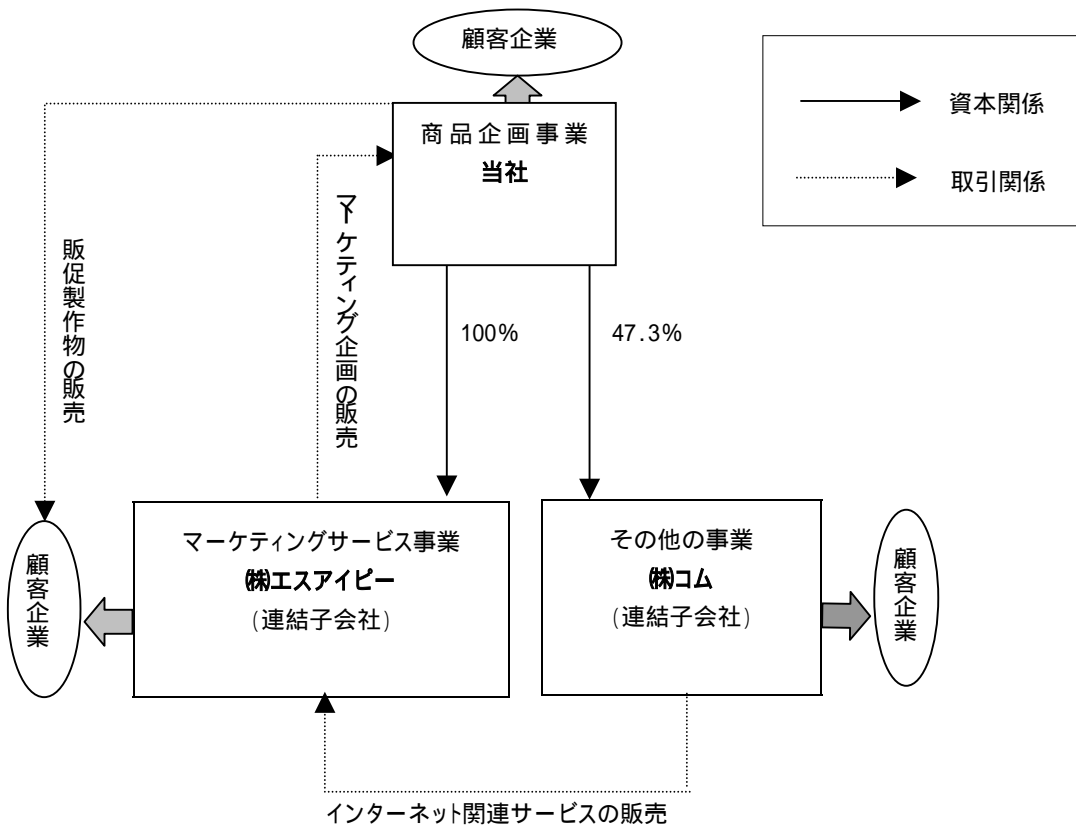 顧客企業
資本関係
取引関係
商品企画事業
当社
販促製作物の販売
マーケティング企画の販売
100%
47.3%
マーケティングサービス事業
㈱エスアイピー
(連結子会社)
その他の事業
㈱コム
(連結子会社)
顧客企業
顧客企業
インターネット関連サービスの販売